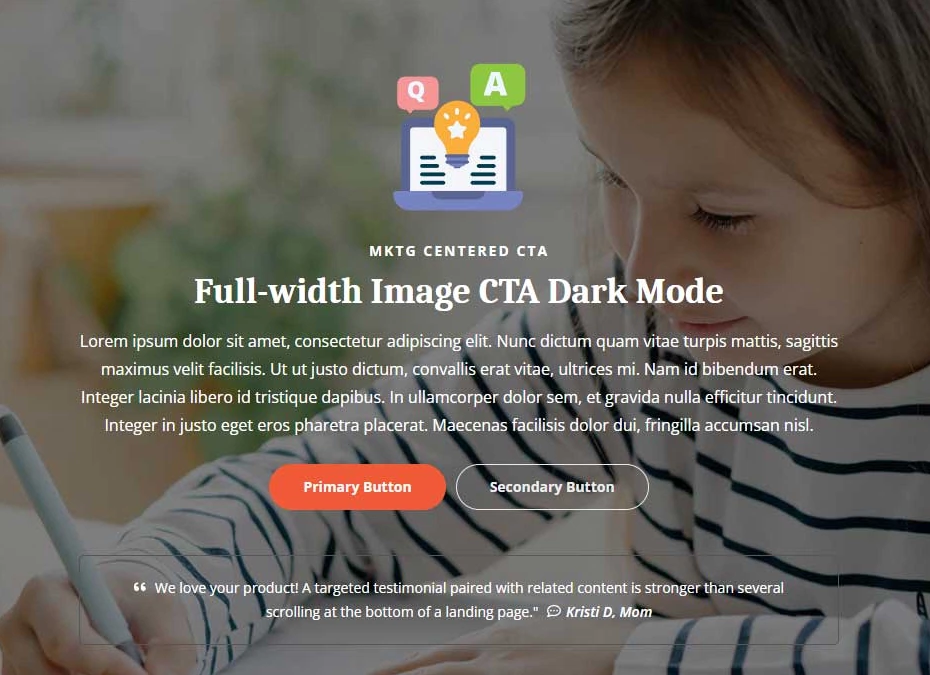 Q
A
MKTG CENTERED CTA
Full-width Image CTA Dark Mode
Lorem ipsum dolor sit amet, consectetur adipiscing elit. Nunc dictum quam vitae turpis mattis, sagittis
maximus velit facilisis. Ut ut justo dictum, convallis erat vitae, ultrices mi. Nam id bibendum erat.
Integer lacinia libero id tristique dapibus. In ullamcorper dolor sem, et gravida nulla efficitur tincidunt.
Integer in justo eget eros pharetra placerat. Maecenas facilisis dolor dui, fringilla accumsan nisl.
Primary Button
Secondary Button
“ We love your product! A targeted testimonial paired with related content is stronger than several
scrolling at the bottom of a landing page." Kristi D, Mom